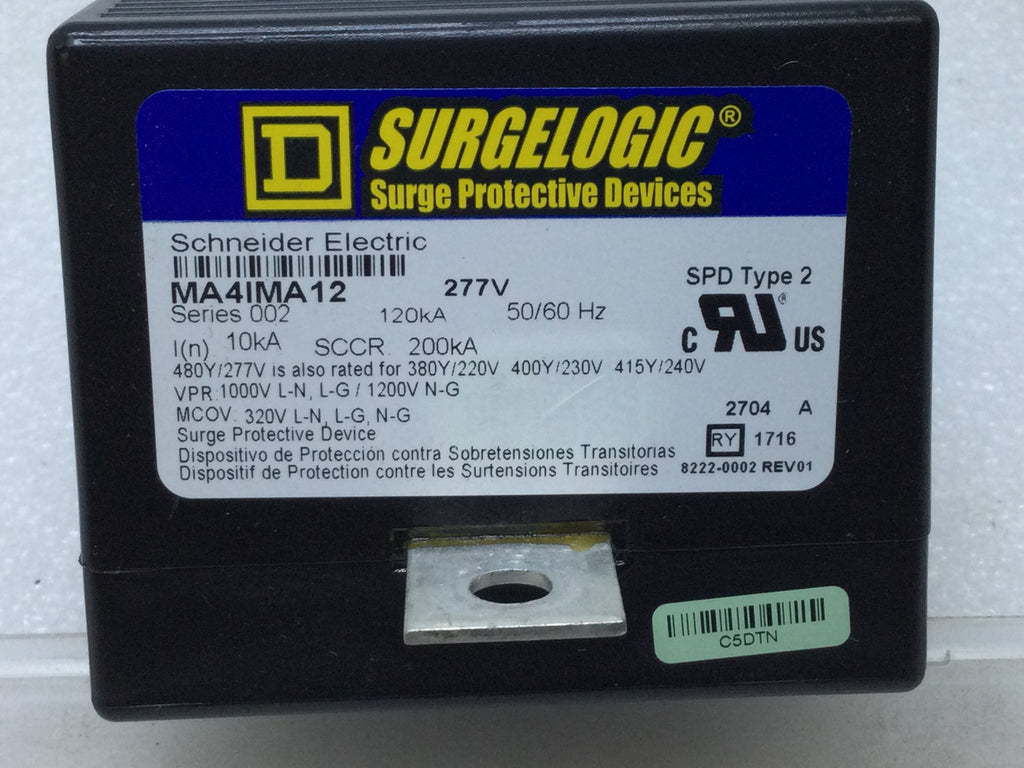 D SURGELOGIC®
Surge Protective Devices
Schneider Electric
MA4IMA12 277V SPD Type 2
Series 002 120kA 50/60 Hz
C RU® US
I(n) 10kA SCCR. 200kA
480Y/277V is also rated for 380Y/220V 400Y/230V 415Y/240V
VPR: 1000V L-N, L-G / 1200V N-G
MCOV: 320V L-N, L-G, N-G
2704 A
Surge Protective Device
RY 1716
Dispositivo de Protección contra Sobretensiones Transitorias
Dispositif de Protection contre les Surtensions Transitoires
8222-0002 REV01
C5DTN